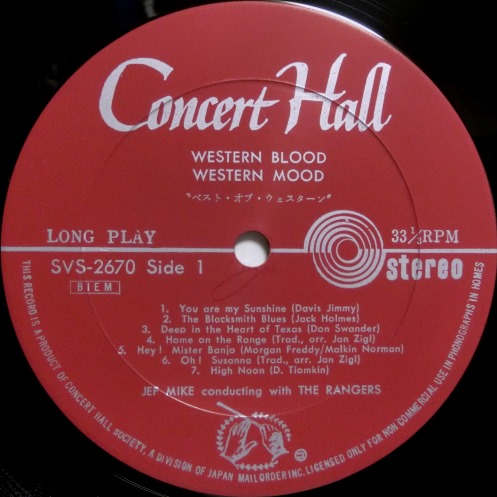 Concert Hall
WESTERN BLOOD
WESTERN MOOD
"ベスト・オブ・ウェスターン"
LONG PLAY
33 1/3 RPM
SVS-2670 Side 1
stereo
BIEM
1. You are my Sunshine (Davis Jimmy)
2. The Blacksmith Blues (Jack Holmes)
3. Deep in the Heart of Texas (Don Swander)
4. Home on the Range (Trad., arr. Jan Zigl)
5. Hey! Mister Banjo (Morgan Freddy/Malkin Norman)
6. Oh! Susanna (Trad., arr. Jan Zigl)
7. High Noon (D. Tiomkin)
JEF MIKE conducting with THE RANGERS
THIS RECORD IS A PRODUCT OF CONCERT HALL SOCIETY, A DIVISION OF JAPAN MAIL ORDER INC. LICENSED ONLY FOR NON COMMERCIAL USE IN PHONOGRAPHS IN HOMES